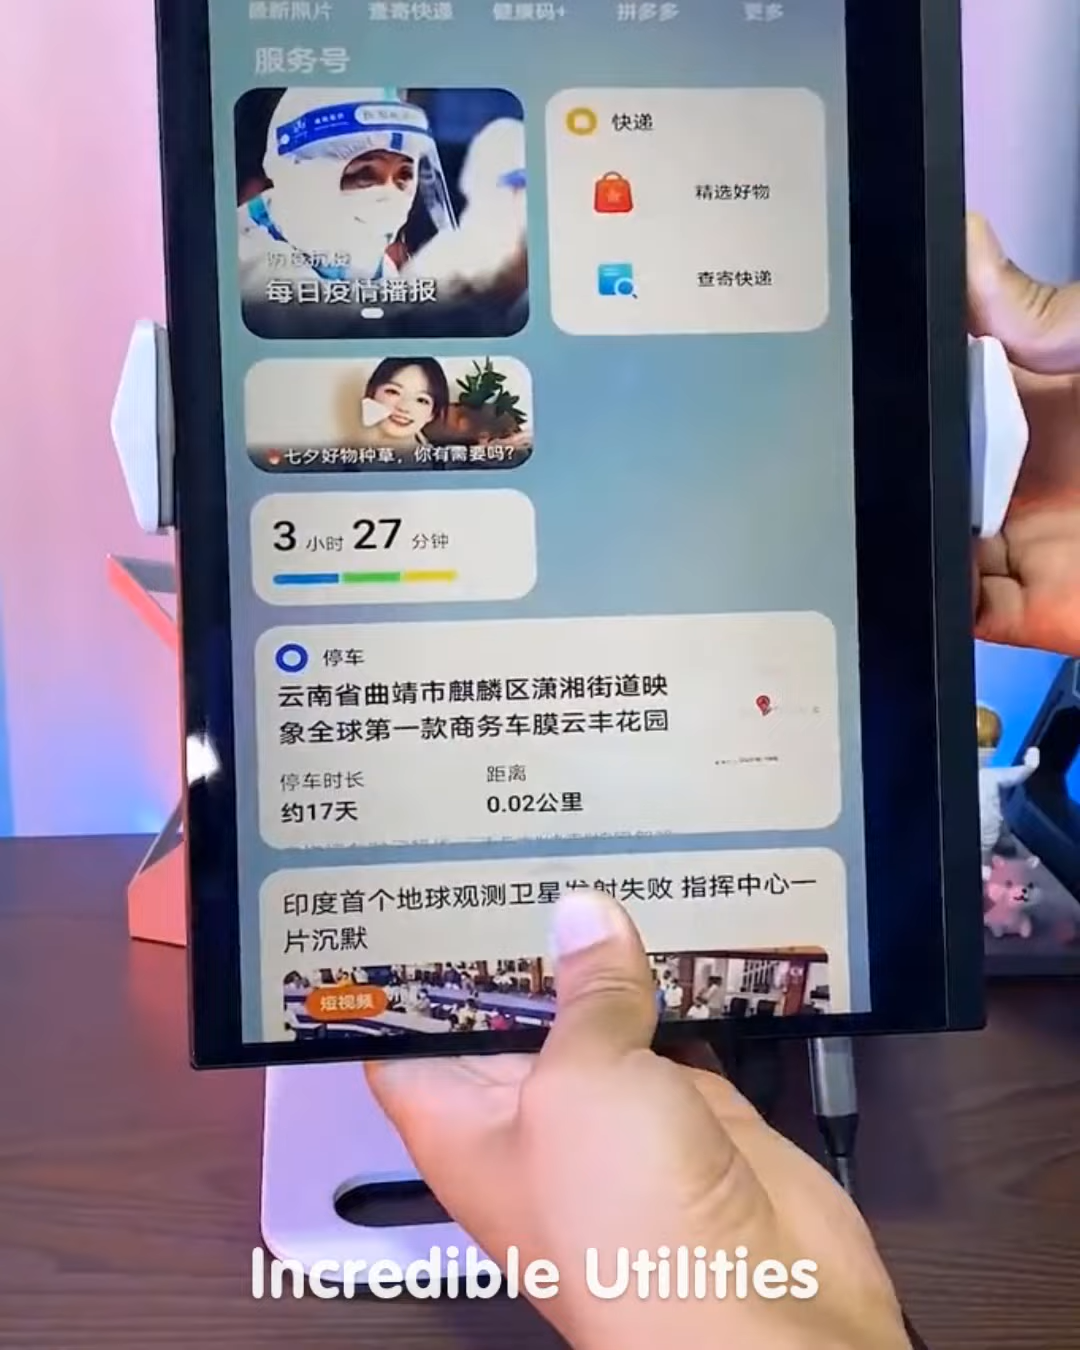 最新照片 查寄快递 健康码+ 拼多多 更多
服务号
防疫抗疫
每日疫情播报
快递
精选好物
查寄快递
七夕好物种草，你有需要吗？
3 小时 27 分钟
停车
云南省曲靖市麒麟区潇湘街道映
象全球第一款商务车膜云丰花园
停车时长
约17天
距离
0.02公里
印度首个地球观测卫星发射失败 指挥中心一
片沉默
短视频
Incredible Utilities